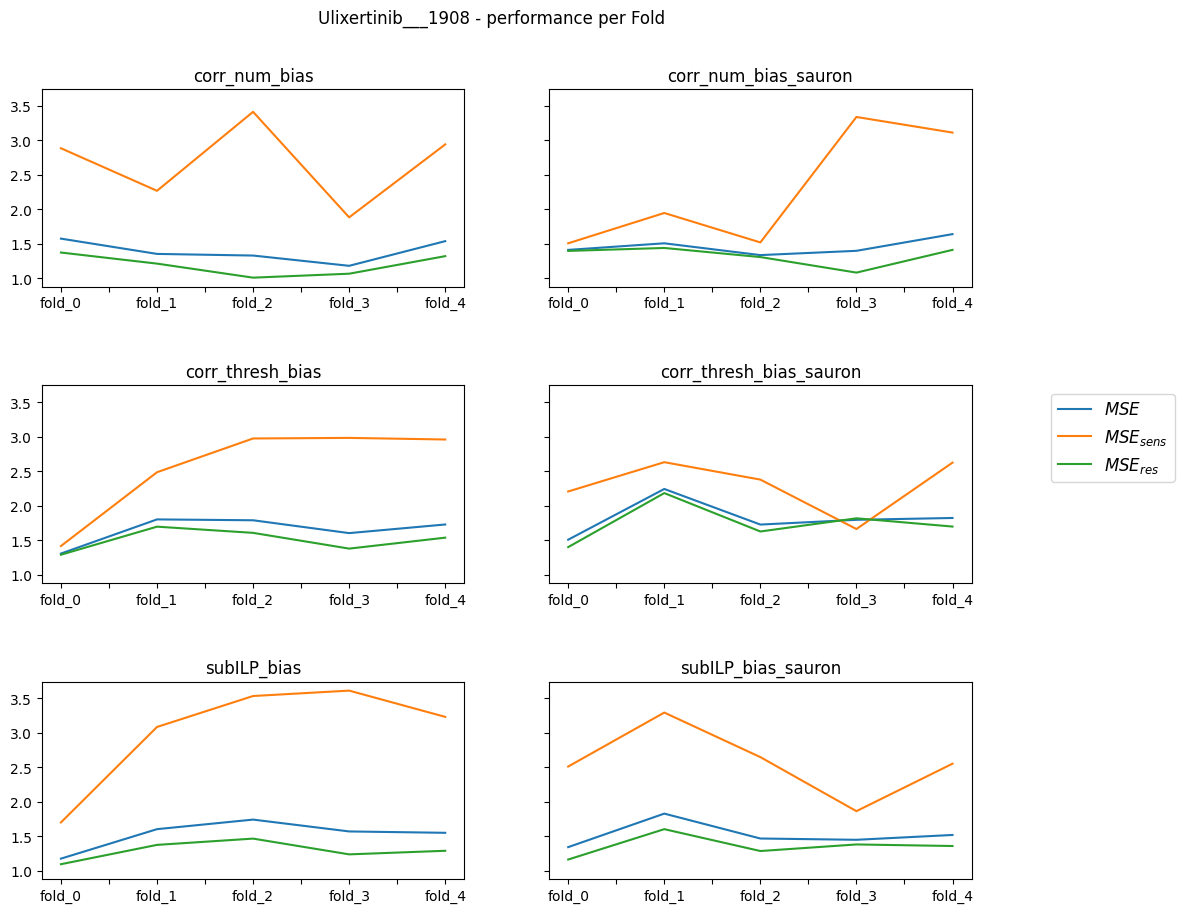 Ulixertinib___1908 - performance per Fold
corr_num_bias
corr_num_bias_sauron
3.5
3.0
2.5
2.0
1.5
1.0
fold_0 fold_1 fold_2 fold_3 fold_4
fold_0 fold_1 fold_2 fold_3 fold_4
corr_thresh_bias
corr_thresh_bias_sauron
3.5
3.0
2.5
2.0
1.5
1.0
fold_0 fold_1 fold_2 fold_3 fold_4
fold_0 fold_1 fold_2 fold_3 fold_4
MSE
MSE_sens
MSE_res
subILP_bias
subILP_bias_sauron
3.5
3.0
2.5
2.0
1.5
1.0
fold_0 fold_1 fold_2 fold_3 fold_4
fold_0 fold_1 fold_2 fold_3 fold_4